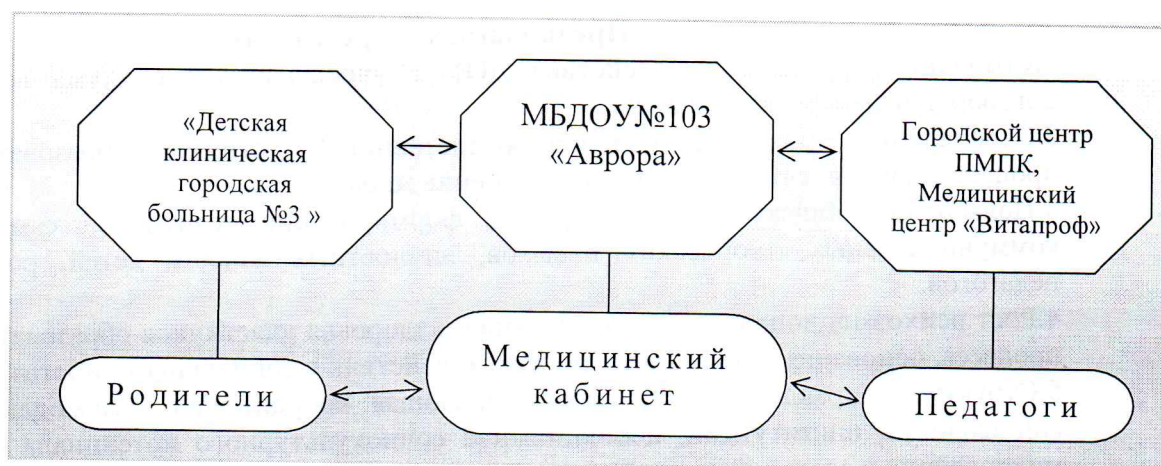 «Детская
клиническая
городская
больница №3 »
МБДОУ№103
«Аврора»
Городской центр
ПМПК,
Медицинский
центр «Витапроф»
Родители
Медицинский
кабинет
Педагоги